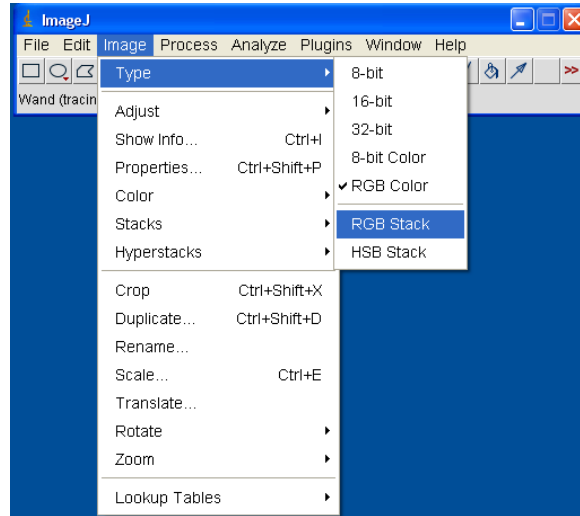 ImageJ
File Edit Image Process Analyze Plugins Window Help
>>
Wand (tracin
Type
Adjust
Show Info... Ctrl+I
Properties... Ctrl+Shift+P
Color
Stacks
Hyperstacks
Crop Ctrl+Shift+X
Duplicate... Ctrl+Shift+D
Rename...
Scale... Ctrl+E
Translate...
Rotate
Zoom
Lookup Tables
8-bit
16-bit
32-bit
8-bit Color
RGB Color
RGB Stack
HSB Stack